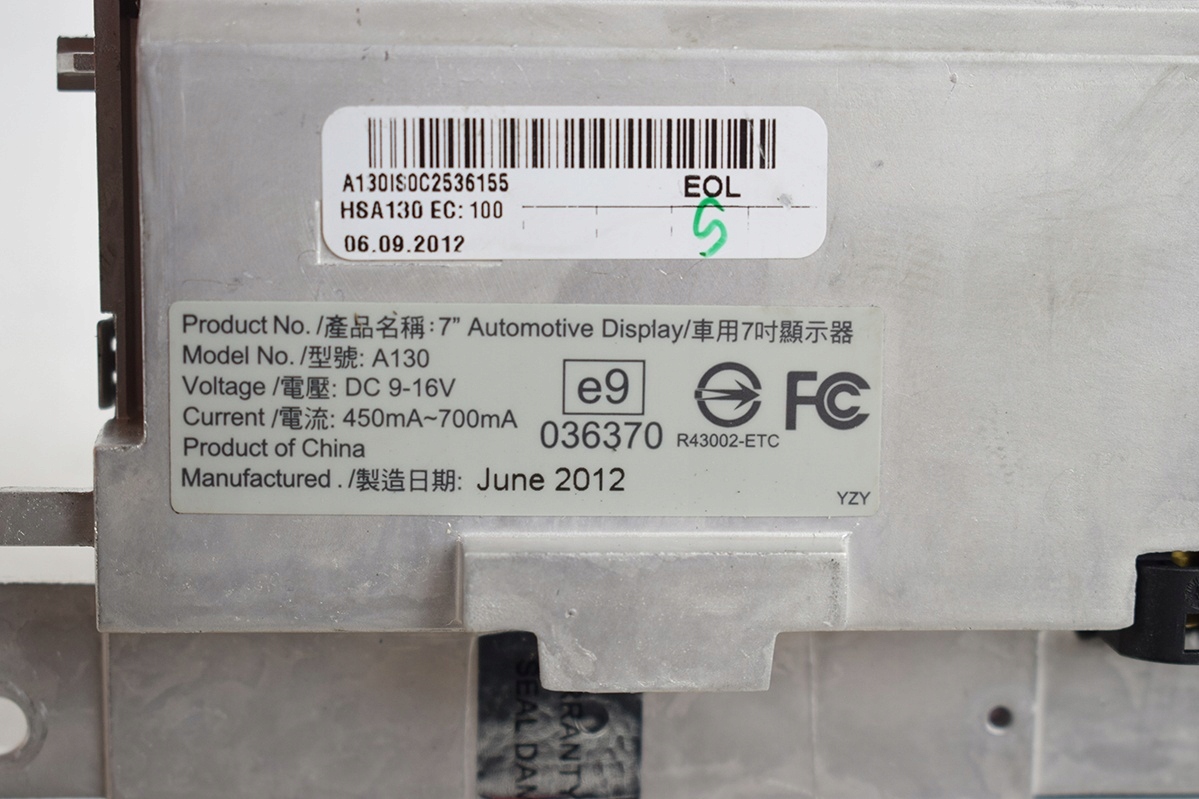 A130IS0C2536155
EOL
HSA130 EC: 100
S
06.09.2012
Product No. /產品名稱: 7” Automotive Display/車用7吋顯示器
Model No. /型號: A130
Voltage /電壓: DC 9-16V
e9
FC
Current /電流: 450mA~700mA
036370
R43002-ETC
Product of China
Manufactured . /製造日期: June 2012
YZY
SEAL DAM